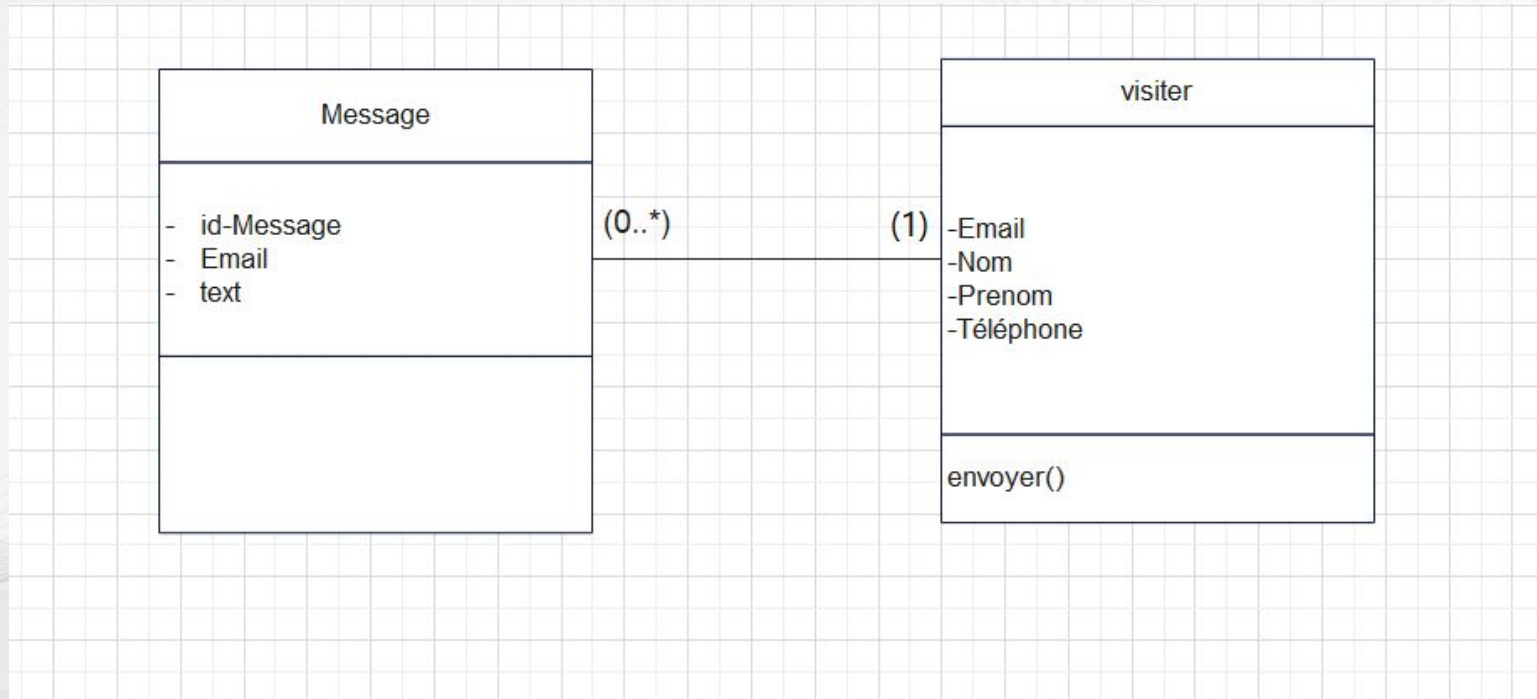 Message
- id-Message
- Email
- text
(0..*)
(1)
visiter
-Email
-Nom
-Prenom
-Téléphone
envoyer()